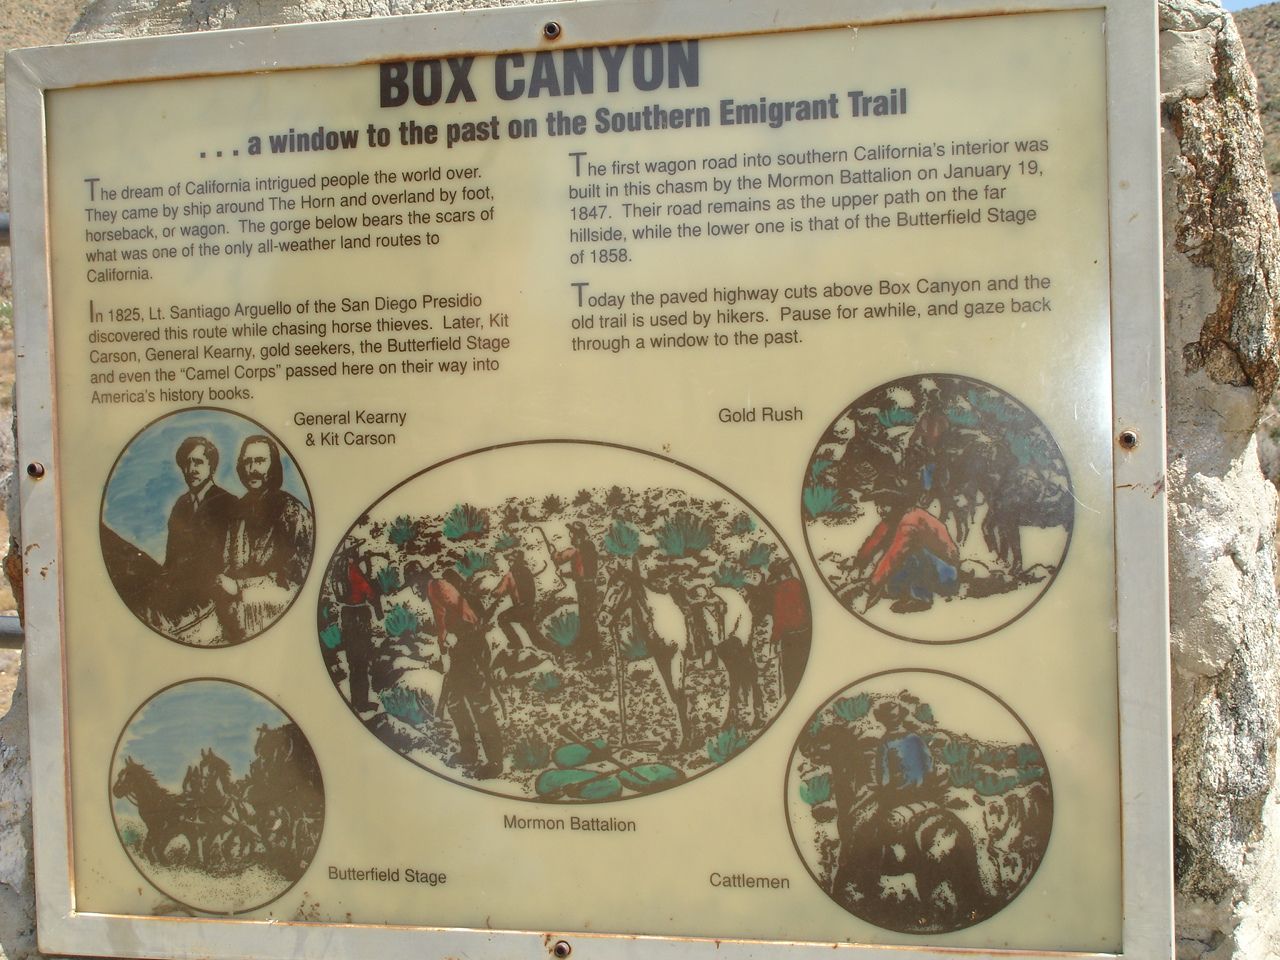 BOX CANYON
. . . a window to the past on the Southern Emigrant Trail
The dream of California intrigued people the world over.
They came by ship around The Horn and overland by foot,
horseback, or wagon. The gorge below bears the scars of
what was one of the only all-weather land routes to
California.
In 1825, Lt. Santiago Arguello of the San Diego Presidio
discovered this route while chasing horse thieves. Later, Kit
Carson, General Kearny, gold seekers, the Butterfield Stage
and even the “Camel Corps” passed here on their way into
America's history books.
The first wagon road into southern California's interior was
built in this chasm by the Mormon Battalion on January 19,
1847. Their road remains as the upper path on the far
hillside, while the lower one is that of the Butterfield Stage
of 1858.
Today the paved highway cuts above Box Canyon and the
old trail is used by hikers. Pause for awhile, and gaze back
through a window to the past.
General Kearny
& Kit Carson
Gold Rush
Mormon Battalion
Butterfield Stage
Cattlemen